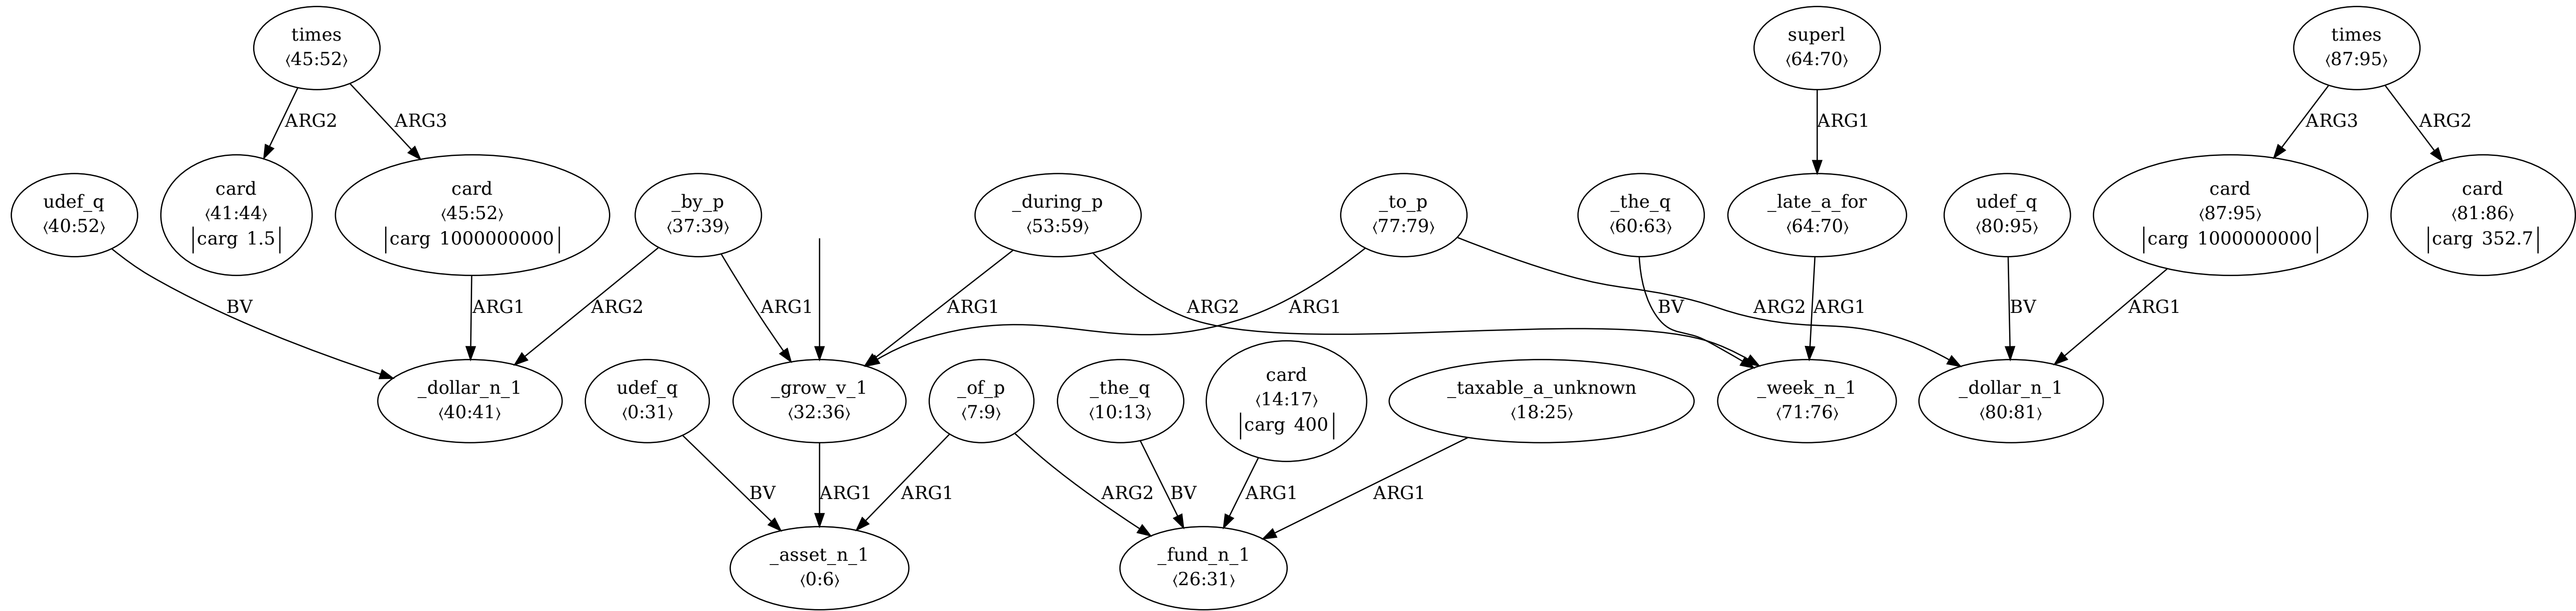 times
⟨45:52⟩
superl
⟨64:70⟩
times
⟨87:95⟩
ARG2
ARG3
ARG1
ARG3
ARG2
udef_q
⟨40:52⟩
card
⟨41:44⟩
|carg 1.5|
card
⟨45:52⟩
|carg 1000000000|
_by_p
⟨37:39⟩
_during_p
⟨53:59⟩
_to_p
⟨77:79⟩
_the_q
⟨60:63⟩
_late_a_for
⟨64:70⟩
udef_q
⟨80:95⟩
card
⟨87:95⟩
|carg 1000000000|
card
⟨81:86⟩
|carg 352.7|
BV
ARG1
ARG2
ARG1
ARG1
ARG2
ARG1
BV
ARG2
ARG1
BV
ARG1
_dollar_n_1
⟨40:41⟩
udef_q
⟨0:31⟩
_grow_v_1
⟨32:36⟩
_of_p
⟨7:9⟩
_the_q
⟨10:13⟩
card
⟨14:17⟩
|carg 400|
_taxable_a_unknown
⟨18:25⟩
_week_n_1
⟨71:76⟩
_dollar_n_1
⟨80:81⟩
BV
ARG1
ARG1
ARG2
BV
ARG1
ARG1
_asset_n_1
⟨0:6⟩
_fund_n_1
⟨26:31⟩